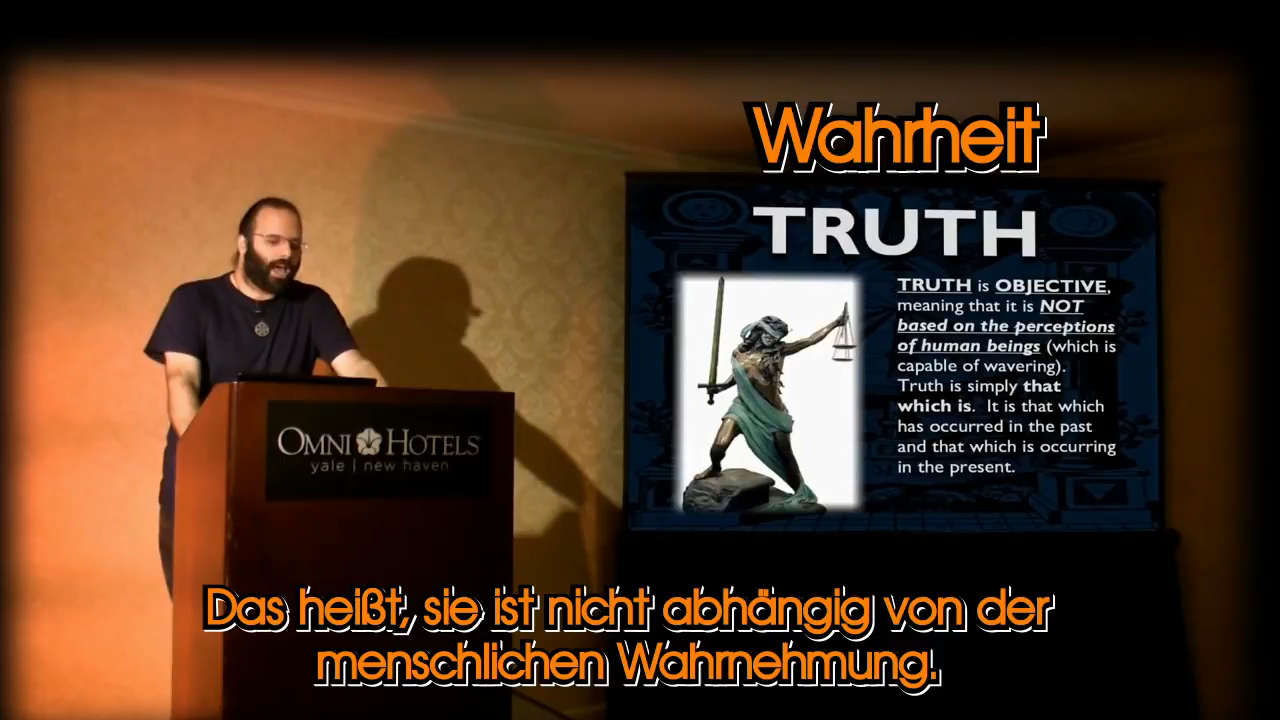 Wahrheit
TRUTH
TRUTH is OBJECTIVE,
meaning that it is NOT
based on the perceptions
of human beings (which is
capable of wavering).
Truth is simply that
which is. It is that which
has occurred in the past
and that which is occurring
in the present.
OMNI HOTELS
yale | new haven
Das heißt, sie ist nicht abhängig von der
menschlichen Wahrnehmung.